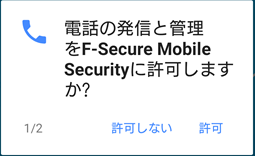 電話の発信と管理
をF-Secure Mobile
Securityに許可します
か?
1/2 許可しない 許可